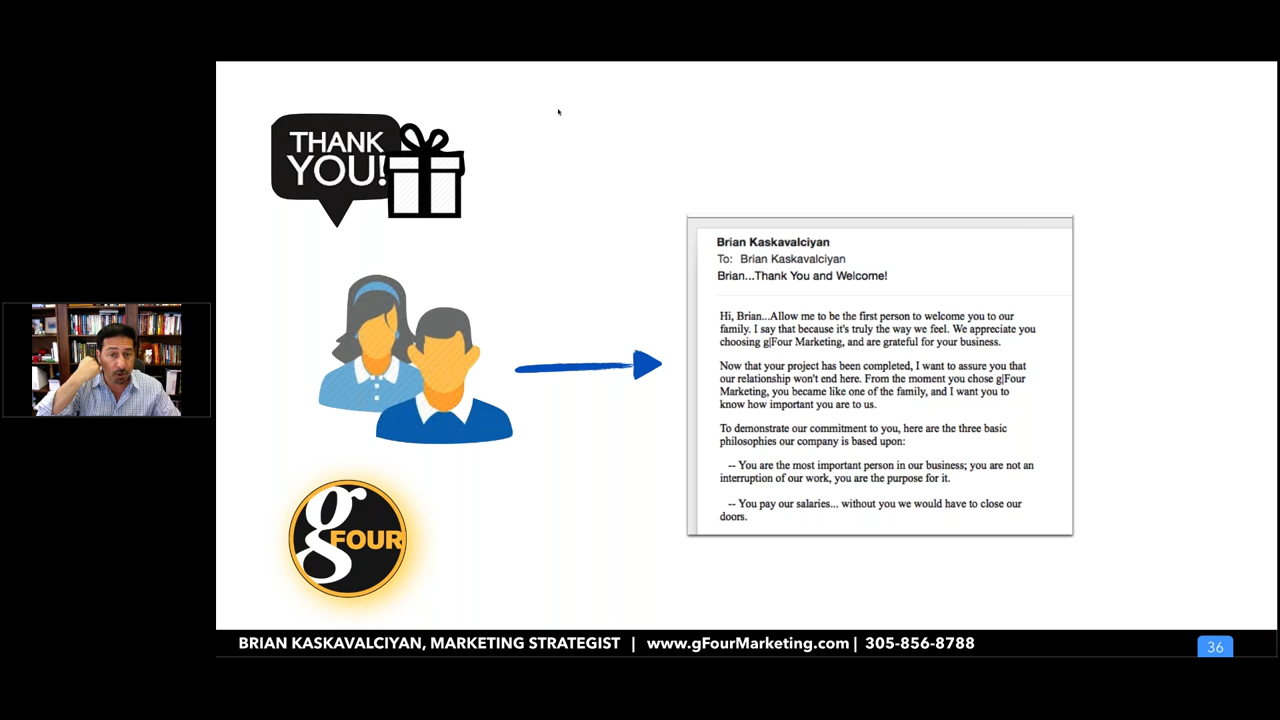 THANK
YOU!
Brian Kaskavalciyan
To: Brian Kaskavalciyan
Brian...Thank You and Welcome!
Hi, Brian...Allow me to be the first person to welcome you to our
family. I say that because it's truly the way we feel. We appreciate you
choosing g|Four Marketing, and are grateful for your business.
Now that your project has been completed, I want to assure you that
our relationship won't end here. From the moment you chose g|Four
Marketing, you became like one of the family, and I want you to
know how important you are to us.
To demonstrate our commitment to you, here are the three basic
philosophies our company is based upon:
-- You are the most important person in our business; you are not an
interruption of our work, you are the purpose for it.
-- You pay our salaries... without you we would have to close our
doors.
g FOUR
BRIAN KASKAVALCIYAN, MARKETING STRATEGIST | www.gFourMarketing.com | 305-856-8788
36